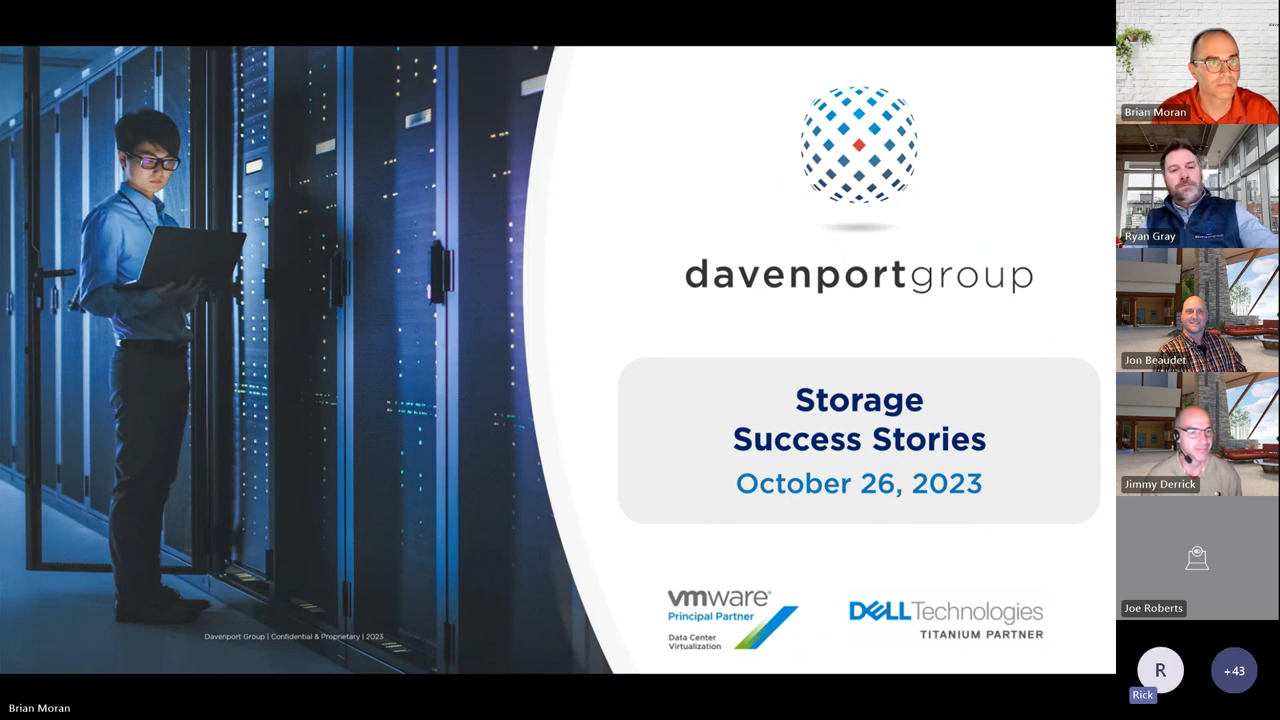 davenportgroup
Storage
Success Stories
October 26, 2023
vmware®
Principal Partner
Data Center
Virtualization
DELLTechnologies
TITANIUM PARTNER
Davenport Group | Confidential & Proprietary | 2023
Brian Moran
Brian Moran
Ryan Gray
Jon Beaudet
Jimmy Derrick
Joe Roberts
R
Rick
+43